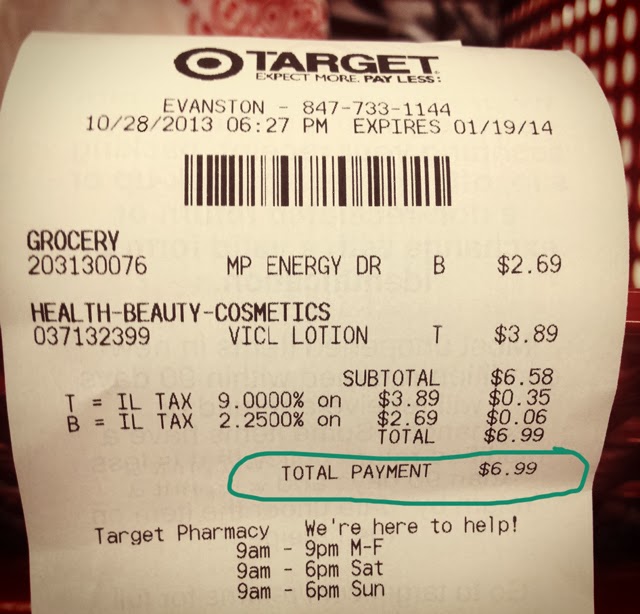 TARGET
EXPECT MORE. PAY LESS.
EVANSTON - 847-733-1144
10/28/2013 06:27 PM EXPIRES 01/19/14
GROCERY
203130076 MP ENERGY DR B $2.69
HEALTH-BEAUTY-COSMETICS
037132399 VICL LOTION T $3.89
SUBTOTAL $6.58
T = IL TAX 9.0000% on $3.89 $0.35
B = IL TAX 2.2500% on $2.69 $0.06
TOTAL $6.99
TOTAL PAYMENT $6.99
Target Pharmacy We're here to help!
9am - 9pm M-F
9am - 6pm Sat
9am - 6pm Sun